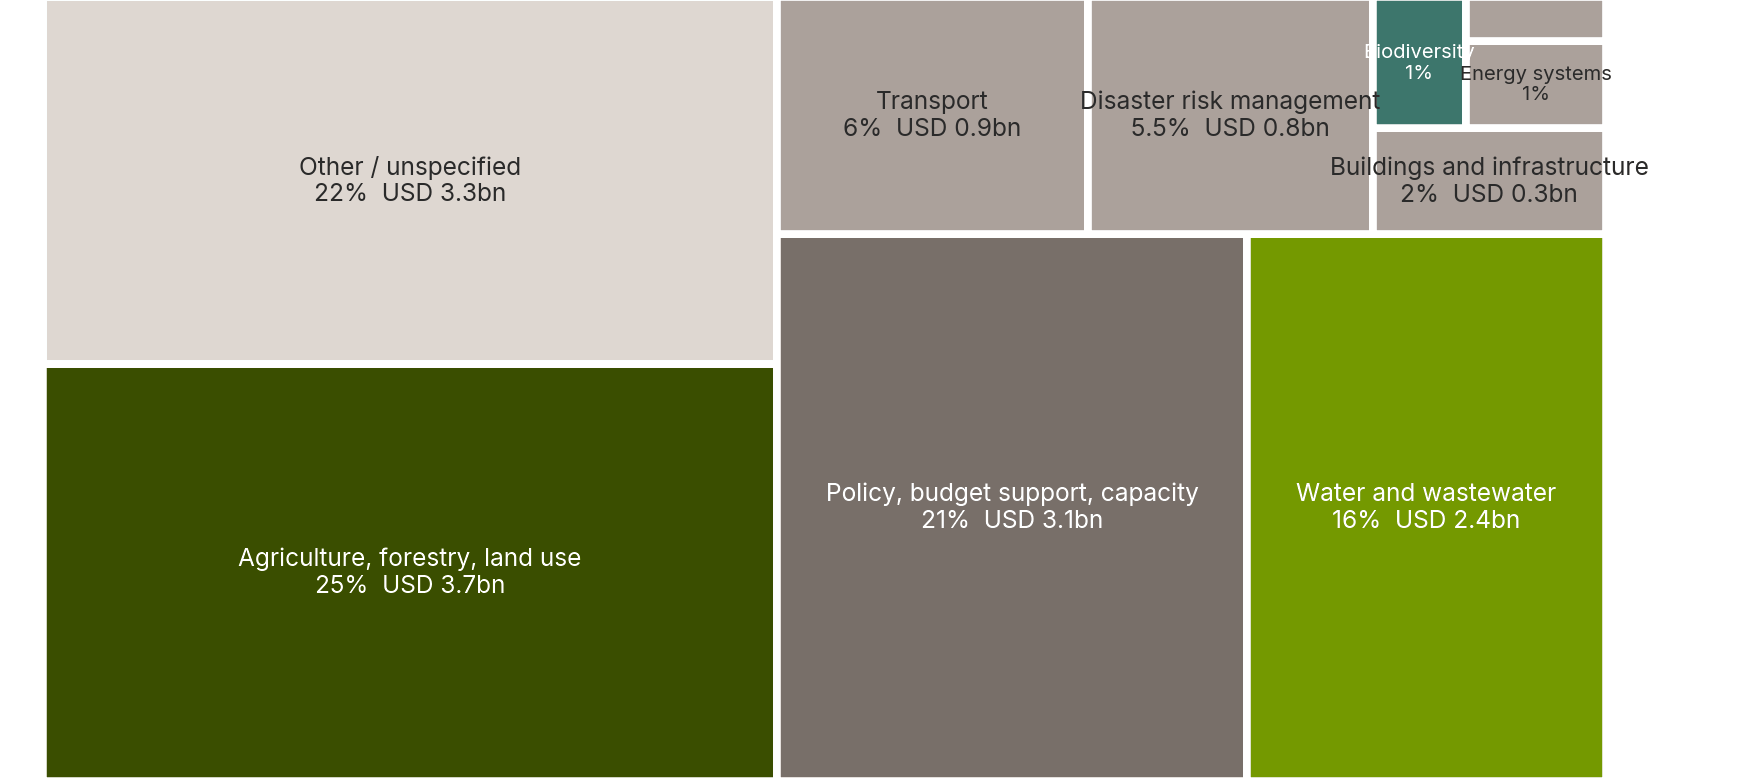 Other / unspecified
22%  USD 3.3bn
Agriculture, forestry, land use
25%  USD 3.7bn
Transport
6%  USD 0.9bn
Disaster risk management
5.5%  USD 0.8bn
Biodiversity
1%
Energy systems
1%
Buildings and infrastructure
2%  USD 0.3bn
Policy, budget support, capacity
21%  USD 3.1bn
Water and wastewater
16%  USD 2.4bn